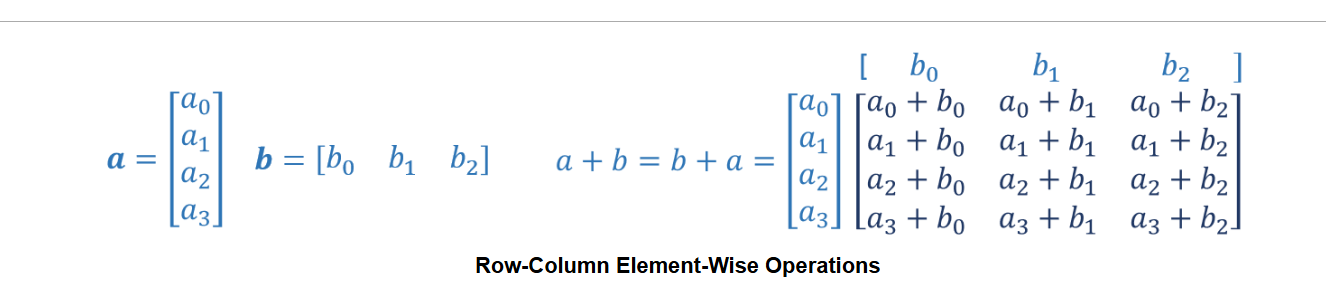 [ b₀ b₁ b₂ ]
a = [a₀ a₁ a₂ a₃] b = [b₀ b₁ b₂] a + b = b + a = [a₀ a₁ a₂ a₃]
[a₀ + b₀ a₀ + b₁ a₀ + b₂
a₁ + b₀ a₁ + b₁ a₁ + b₂
a₂ + b₀ a₂ + b₁ a₂ + b₂
a₃ + b₀ a₃ + b₁ a₃ + b₂]
Row-Column Element-Wise Operations